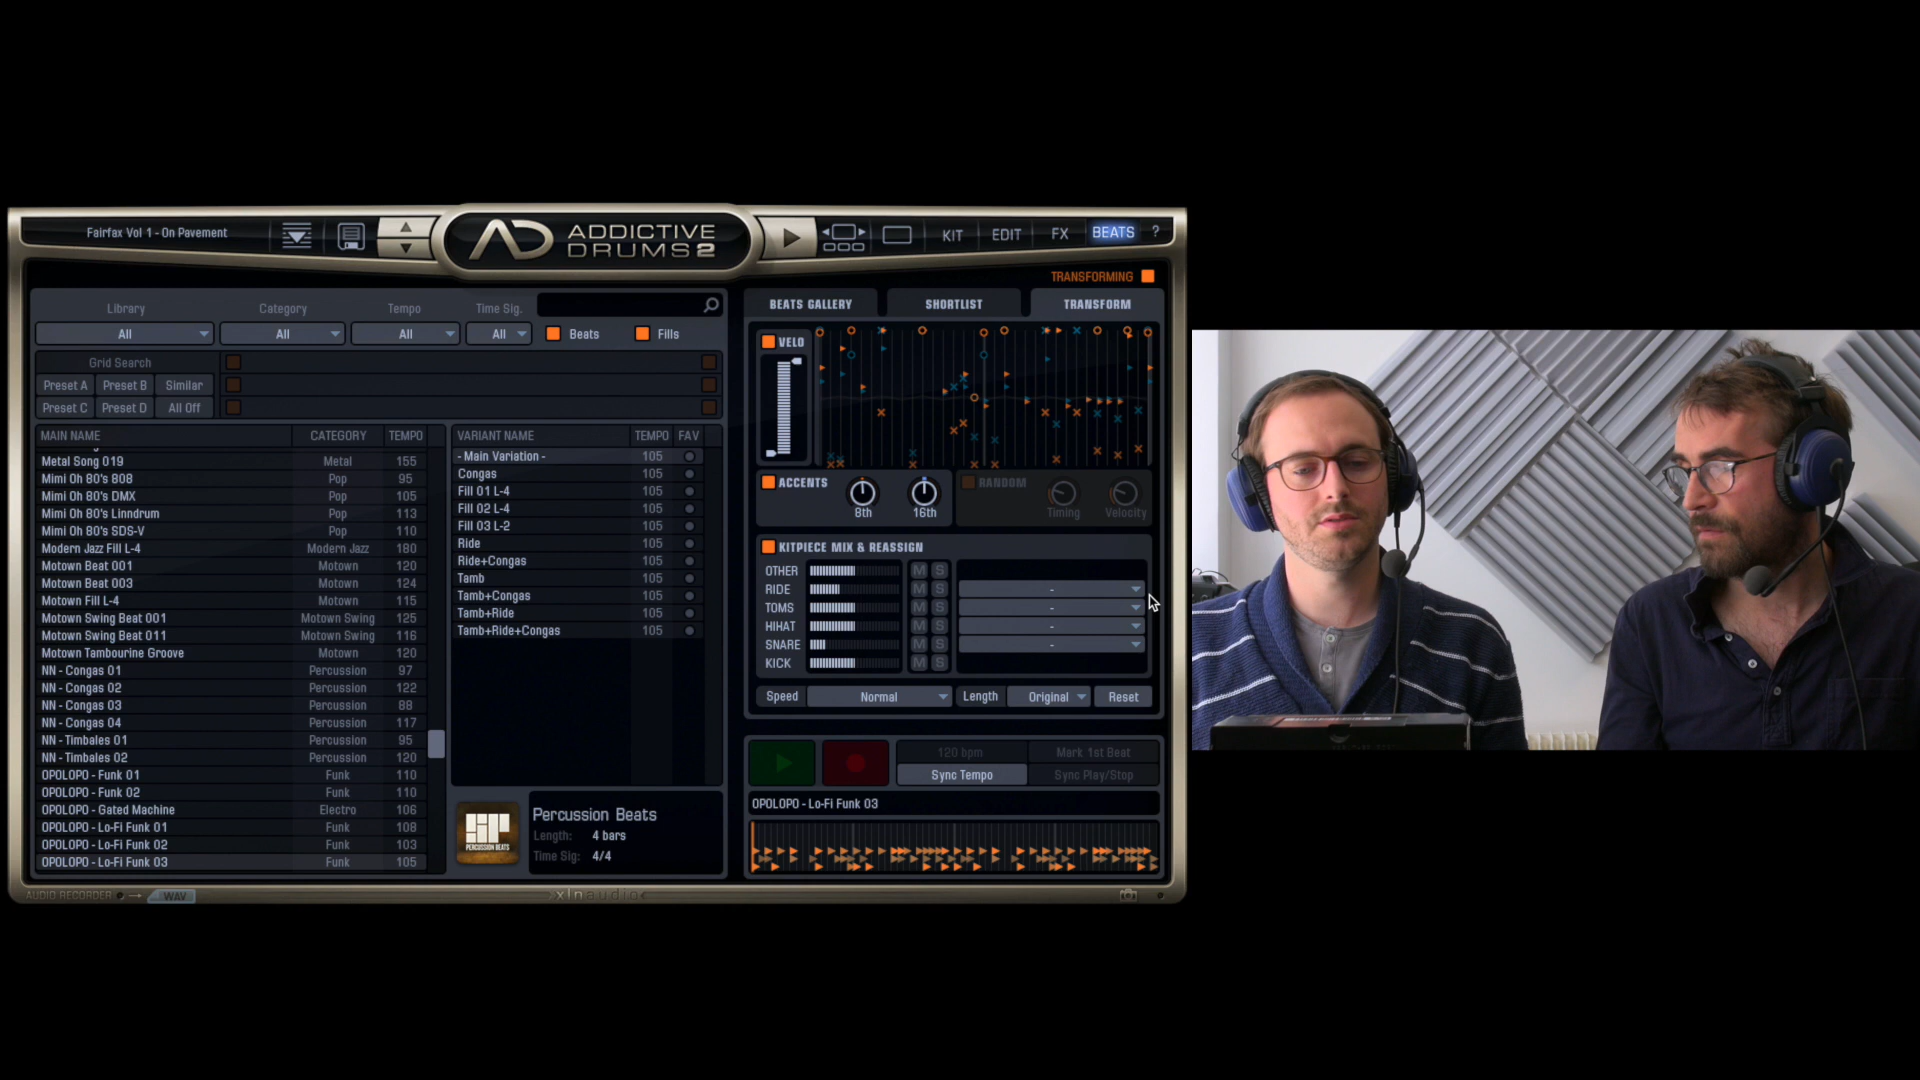 Fairfax Vol 1 - On Pavement
ADDICTIVE
DRUMS 2
KIT
EDIT
FX
BEATS
?
TRANSFORMING
Library
Category
Tempo
Time Sig.
All
All
All
All
Beats
Fills
Grid Search
Preset A
Preset B
Similar
Preset C
Preset D
All Off
MAIN NAME CATEGORY TEMPO
Metal Song 019 Metal 155
Mimi Oh 80's 808 Pop 95
Mimi Oh 80's DMX Pop 105
Mimi Oh 80's Linndrum Pop 113
Mimi Oh 80's SDS-V Pop 110
Modern Jazz Fill L-4 Modern Jazz 180
Motown Beat 001 Motown 120
Motown Beat 003 Motown 124
Motown Fill L-4 Motown 115
Motown Swing Beat 001 Motown Swing 125
Motown Swing Beat 011 Motown Swing 116
Motown Tambourine Groove Motown 120
NN - Congas 01 Percussion 97
NN - Congas 02 Percussion 122
NN - Congas 03 Percussion 88
NN - Congas 04 Percussion 117
NN - Timbales 01 Percussion 95
NN - Timbales 02 Percussion 120
OPOLOPO - Funk 01 Funk 110
OPOLOPO - Funk 02 Funk 110
OPOLOPO - Gated Machine Electro 106
OPOLOPO - Lo-Fi Funk 01 Funk 108
OPOLOPO - Lo-Fi Funk 02 Funk 103
OPOLOPO - Lo-Fi Funk 03 Funk 105
VARIANT NAME TEMPO FAV
- Main Variation - 105
Congas 105
Fill 01 L-4 105
Fill 02 L-4 105
Fill 03 L-2 105
Ride 105
Ride+Congas 105
Tamb 105
Tamb+Congas 105
Tamb+Ride 105
Tamb+Ride+Congas 105
PERCUSSION BEATS
Percussion Beats
Length: 4 bars
Time Sig: 4/4
BEATS GALLERY
SHORTLIST
TRANSFORM
VELO
ACCENTS
8th
16th
RANDOM
Timing
Velocity
KITPIECE MIX & REASSIGN
OTHER M S
RIDE M S -
TOMS M S -
HIHAT M S -
SNARE M S -
KICK M S
Speed
Normal
Length
Original
Reset
120 bpm
Mark 1st Beat
Sync Tempo
Sync Play/Stop
OPOLOPO - Lo-Fi Funk 03
AUDIO RECORDER
WAV
xlnaudio